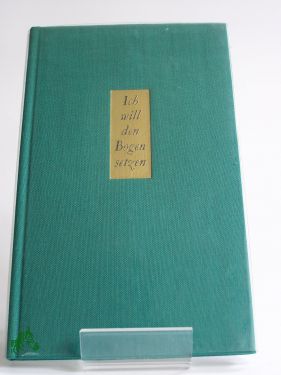 Ich
will
den
Bogen
setzen